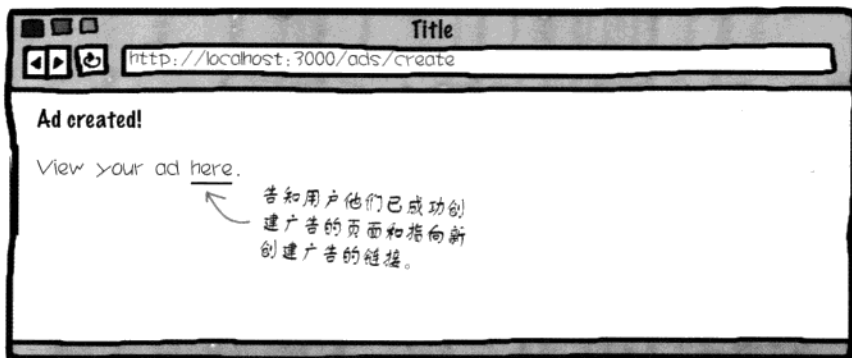 Title
http://localhost:3000/ads/create
Ad created!
View your ad here.
告知用户他们已成功创
建广告的页面和指向新
创建广告的链接。